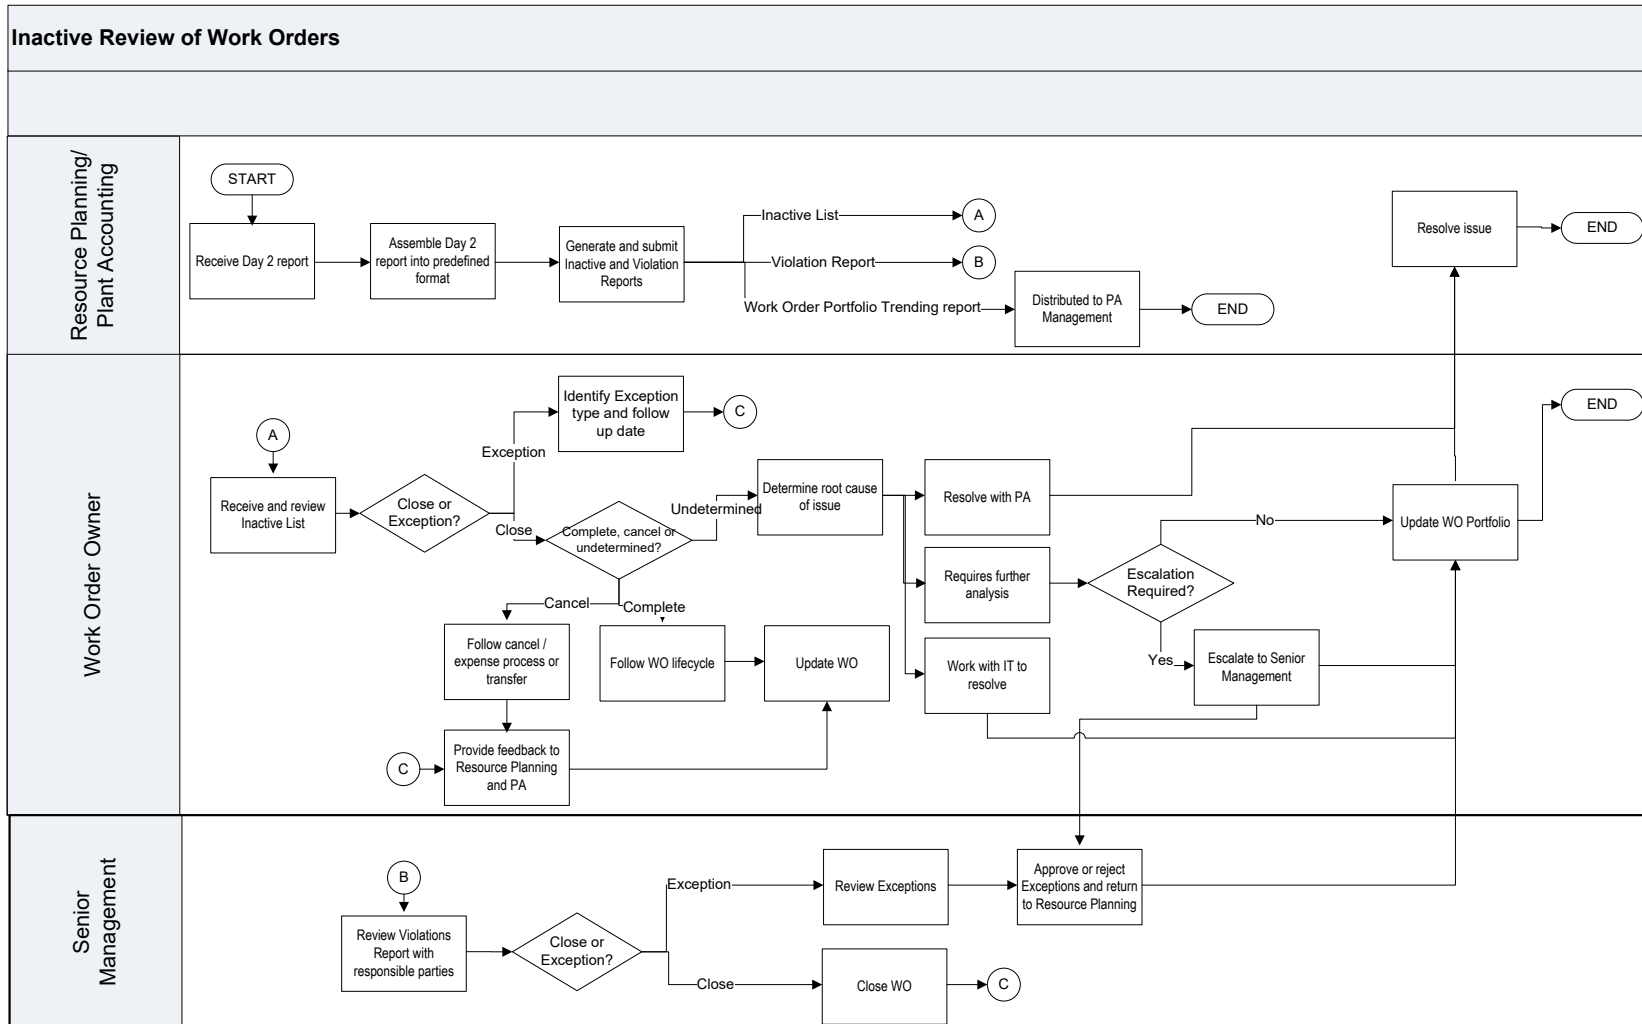 Inactive Review of Work Orders
Resource Planning/
Plant Accounting
START
Receive Day 2 report
Assemble Day 2
report into predefined
format
Generate and submit
Inactive and Violation
Reports
Inactive List
A
Violation Report
B
Work Order Portfolio Trending report
Distributed to PA
Management
END
Resolve issue
END
Work Order Owner
A
Receive and review
Inactive List
Close or
Exception?
Exception
Identify Exception
type and follow
up date
C
Close
Complete, cancel or
undetermined?
Undetermined
Determine root cause
of issue
Resolve with PA
Requires further
analysis
Work with IT to
resolve
Escalation
Required?
No
Yes
Escalate to Senior
Management
Update WO Portfolio
END
Cancel
Complete
Follow cancel /
expense process or
transfer
Follow WO lifecycle
Update WO
C
Provide feedback to
Resource Planning
and PA
Senior
Management
B
Review Violations
Report with
responsible parties
Close or
Exception?
Exception
Review Exceptions
Approve or reject
Exceptions and return
to Resource Planning
Close
Close WO
C